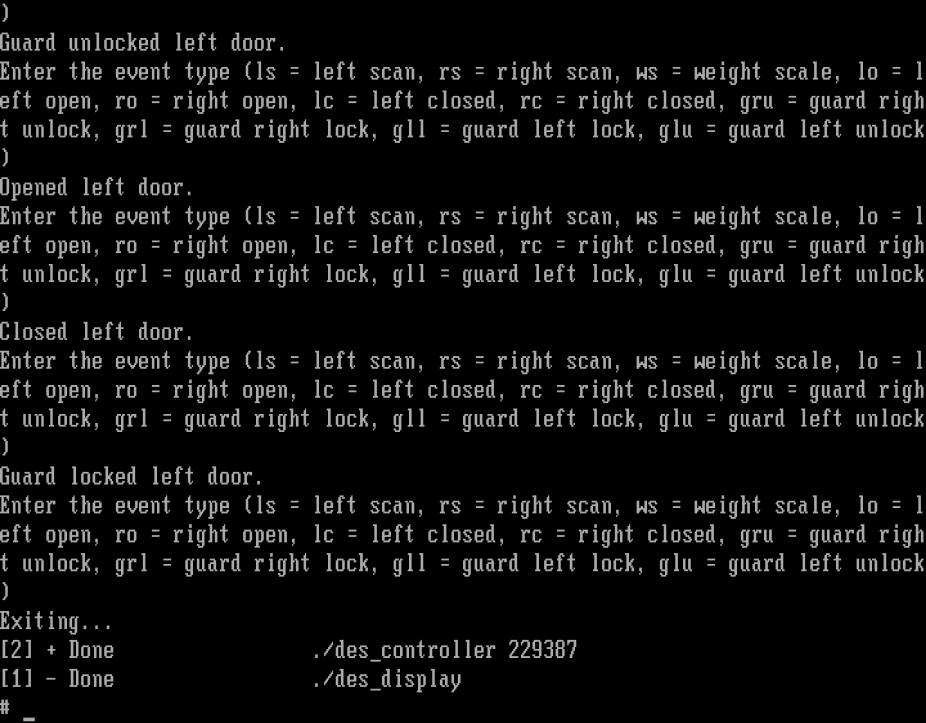 )
Guard unlocked left door.
Enter the event type (ls = left scan, rs = right scan, ws = weight scale, lo = l
eft open, ro = right open, lc = left closed, rc = right closed, gru = guard righ
t unlock, grl = guard right lock, gll = guard left lock, glu = guard left unlock
)
Opened left door.
Enter the event type (ls = left scan, rs = right scan, ws = weight scale, lo = l
eft open, ro = right open, lc = left closed, rc = right closed, gru = guard righ
t unlock, grl = guard right lock, gll = guard left lock, glu = guard left unlock
)
Closed left door.
Enter the event type (ls = left scan, rs = right scan, ws = weight scale, lo = l
eft open, ro = right open, lc = left closed, rc = right closed, gru = guard righ
t unlock, grl = guard right lock, gll = guard left lock, glu = guard left unlock
)
Guard locked left door.
Enter the event type (ls = left scan, rs = right scan, ws = weight scale, lo = l
eft open, ro = right open, lc = left closed, rc = right closed, gru = guard righ
t unlock, grl = guard right lock, gll = guard left lock, glu = guard left unlock
)
Exiting...
[2] + Done                 ./des_controller 229387
[1] - Done                 ./des_display
# _